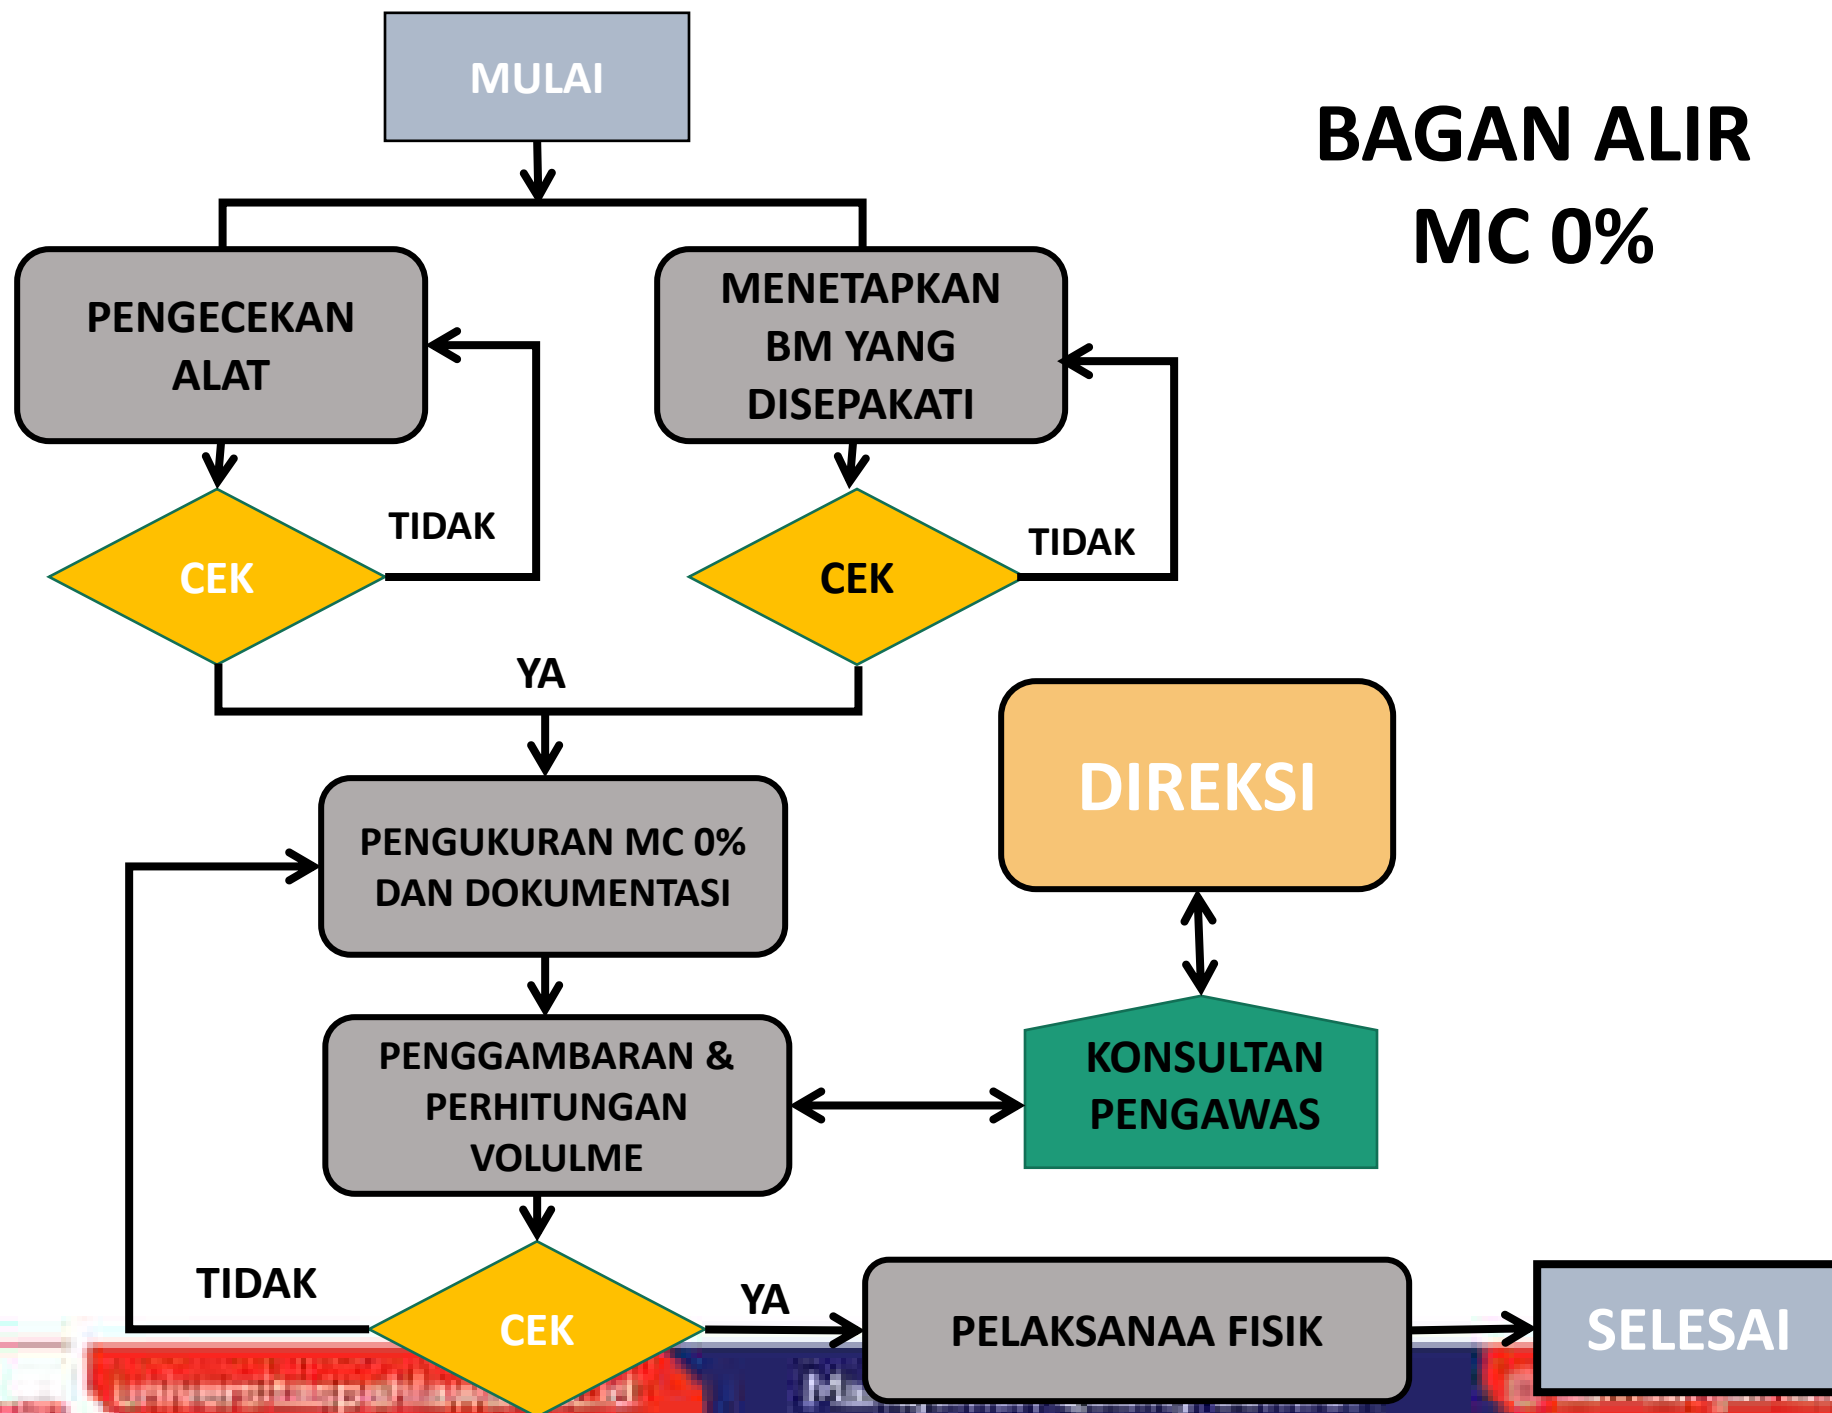 MULAI
BAGAN ALIR
MC 0%
PENGECEKAN
ALAT
MENETAPKAN
BM YANG
DISEPAKATI
TIDAK
TIDAK
CEK
CEK
YA
DIREKSI
PENGUKURAN MC 0%
DAN DOKUMENTASI
PENGGAMBARAN &
PERHITUNGAN
VOLULME
KONSULTAN
PENGAWAS
TIDAK
YA
CEK
PELAKSANAA FISIK
SELESAI